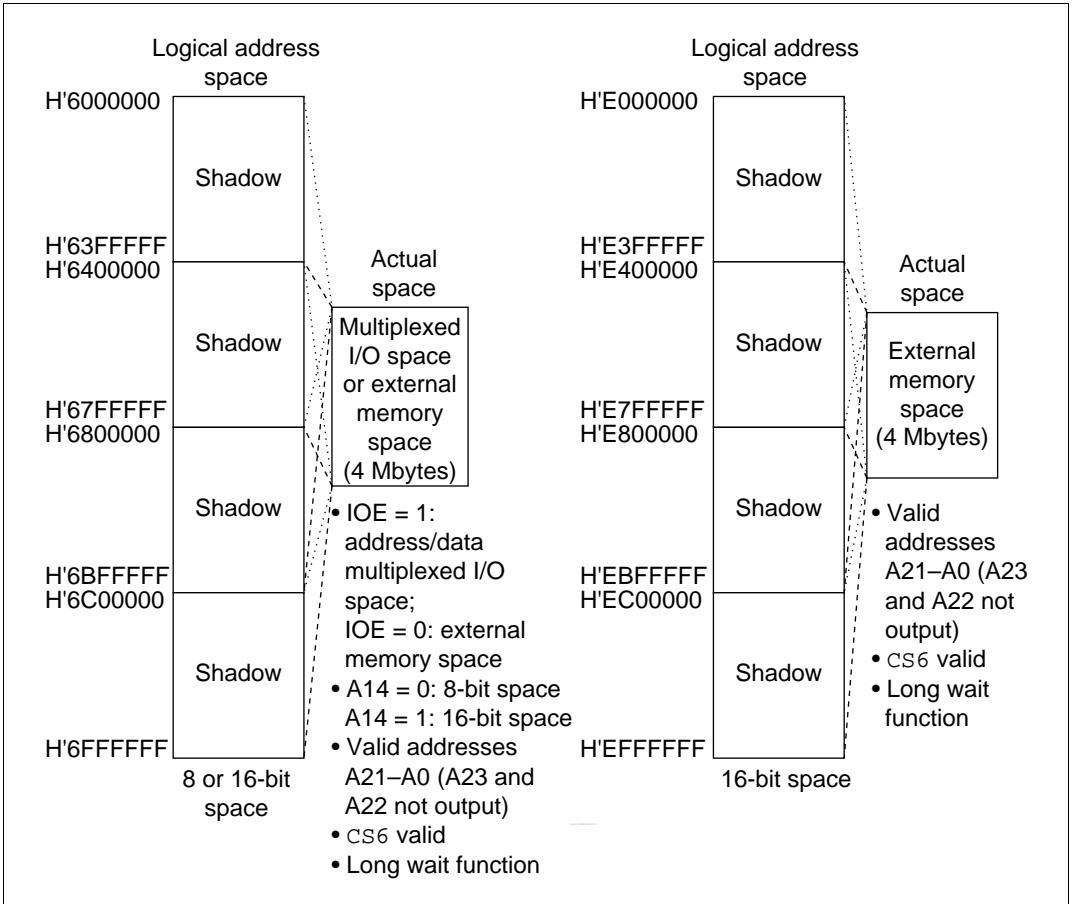 Logical address
space
H'6000000
Shadow
H'63FFFFF
H'6400000
Shadow
H'67FFFFF
H'6800000
Shadow
H'6BFFFFF
H'6C00000
Shadow
H'6FFFFFF
8 or 16-bit
space
Actual
space
Multiplexed
I/O space
or external
memory
space
(4 Mbytes)
• IOE = 1:
address/data
multiplexed I/O
space;
IOE = 0: external
memory space
• A14 = 0: 8-bit space
A14 = 1: 16-bit space
• Valid addresses
A21–A0 (A23 and
A22 not output)
• CS6 valid
• Long wait function
Logical address
space
H'E000000
Shadow
H'E3FFFFF
H'E400000
Shadow
H'E7FFFFF
H'E800000
Shadow
H'EBFFFFF
H'EC00000
Shadow
H'EFFFFFF
16-bit space
Actual
space
External
memory
space
(4 Mbytes)
• Valid
addresses
A21–A0 (A23
and A22 not
output)
• CS6 valid
• Long wait
function